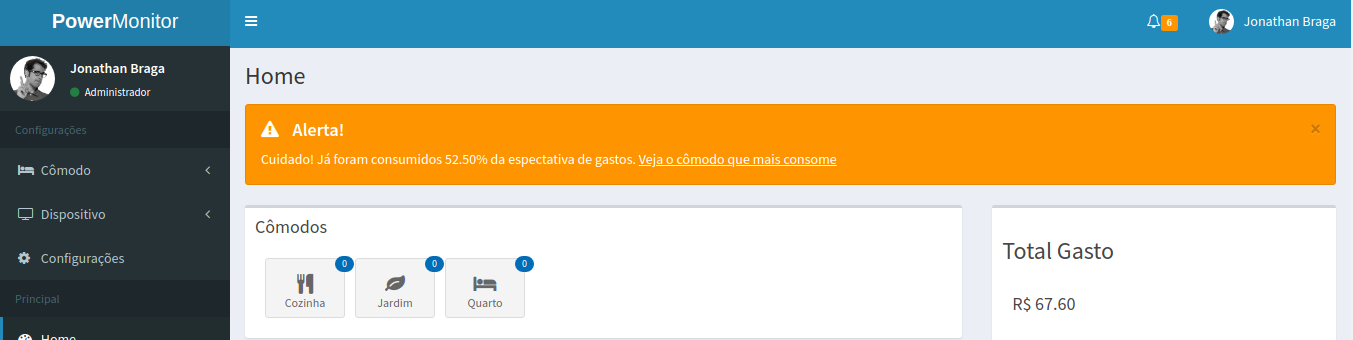 PowerMonitor
6
Jonathan Braga
Jonathan Braga
Administrador
Configurações
Cômodo
Dispositivo
Configurações
Principal
Home
Home
Alerta!
×
Cuidado! Já foram consumidos 52.50% da espectativa de gastos. Veja o cômodo que mais consome
Cômodos
0
Cozinha
0
Jardim
0
Quarto
Total Gasto
R$ 67.60